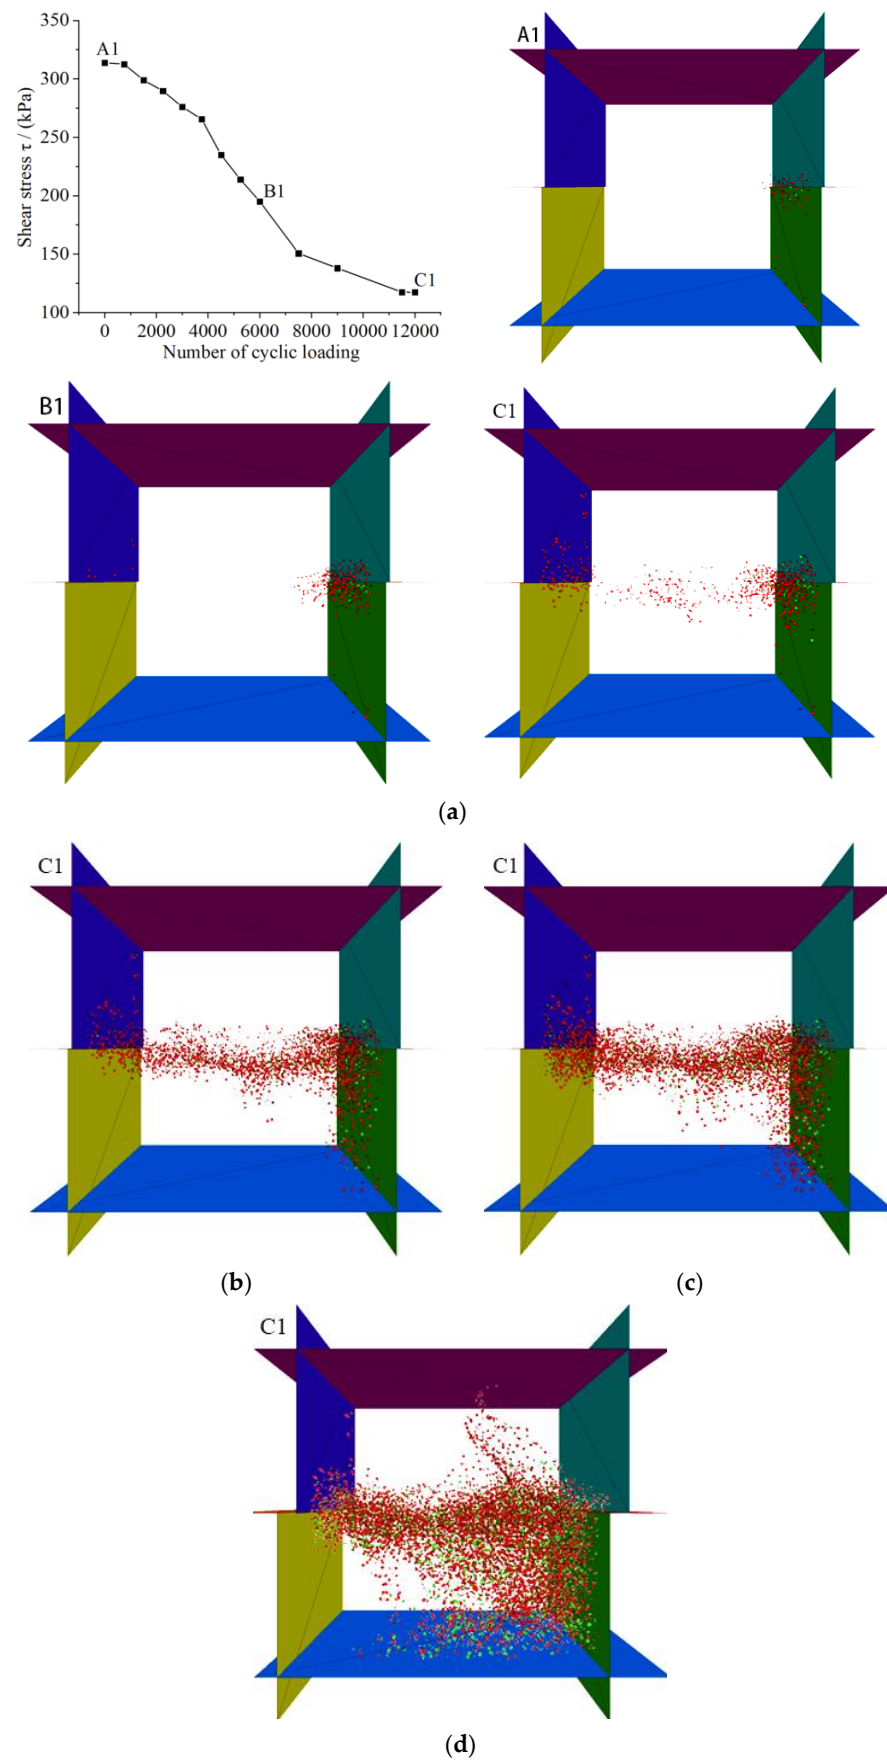 350
300
250
200
150
100
Shear stress τ / (kPa)
A1
B1
C1
0 2000 4000 6000 8000 10000 12000
Number of cyclic loading
A1
B1
C1
(a)
C1
C1
(b)
(c)
C1
(d)